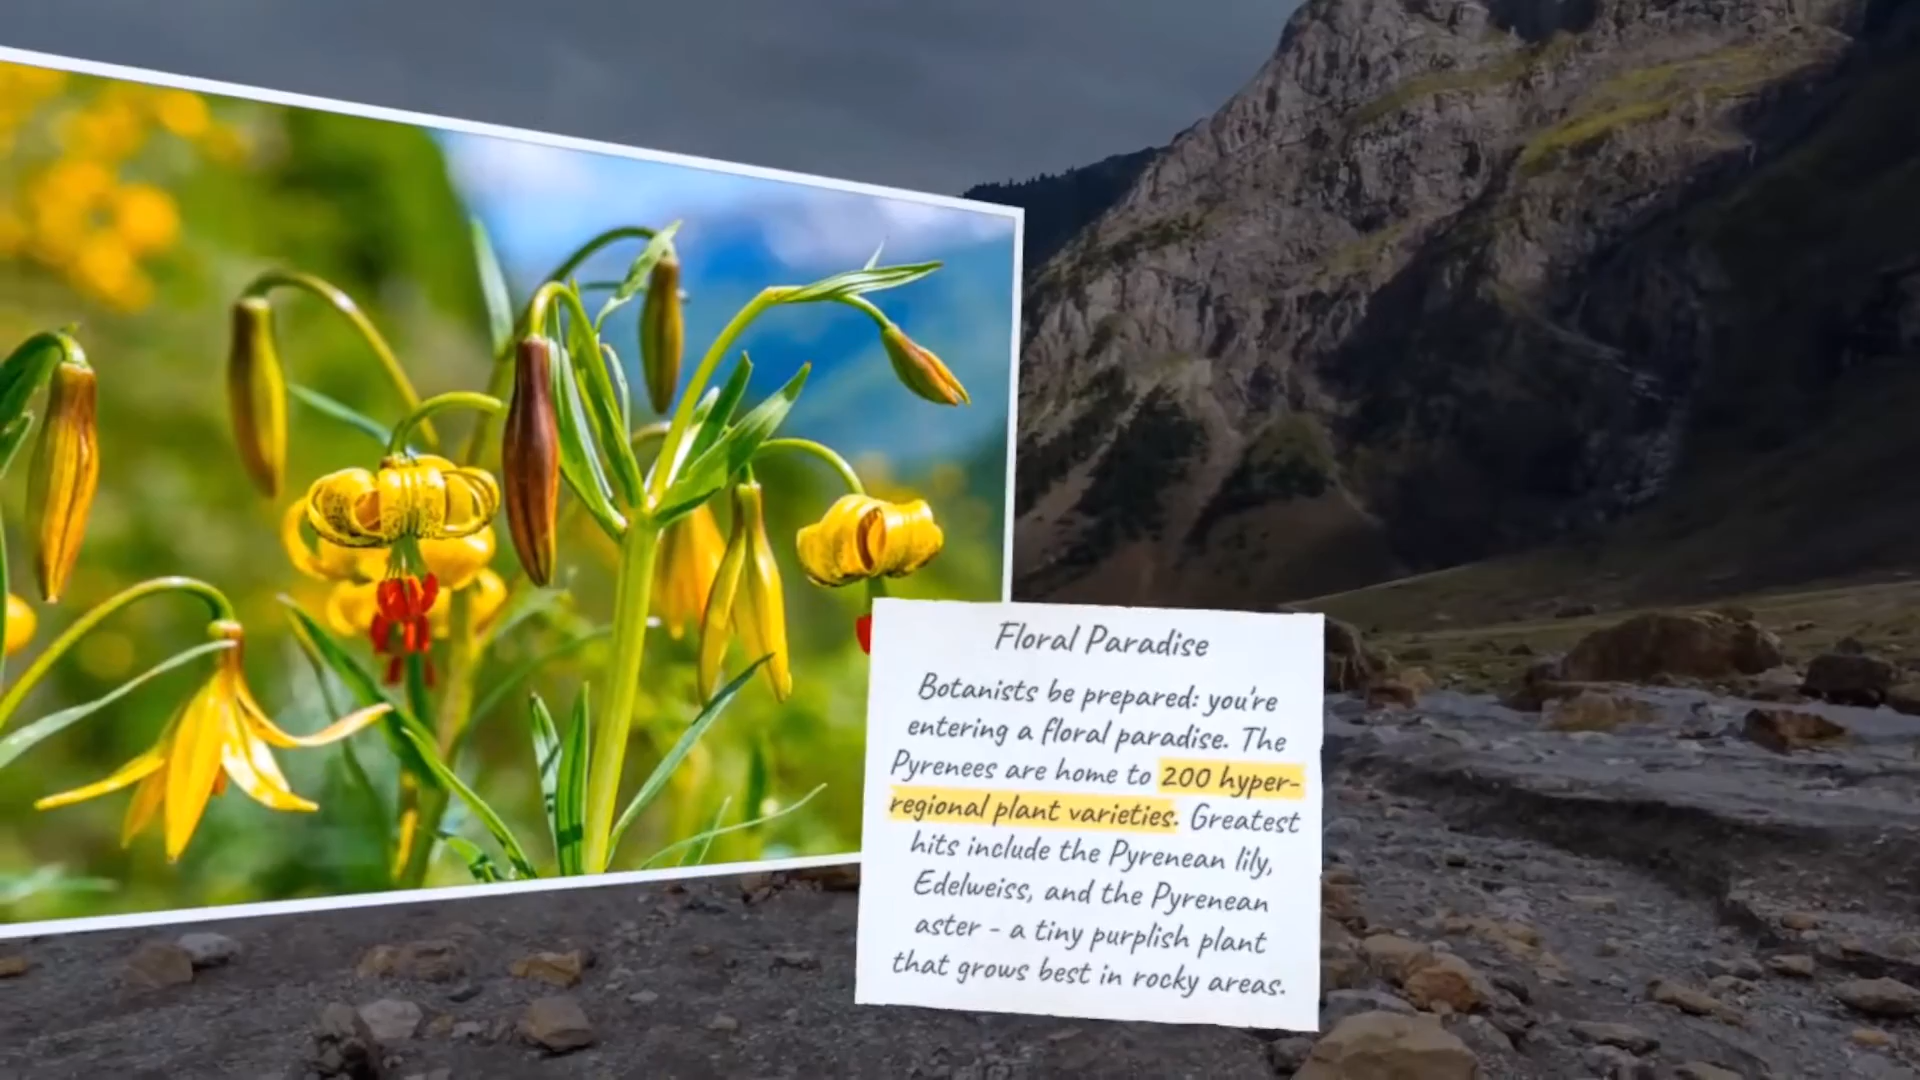 Floral Paradise
Botanists be prepared: you're
entering a floral paradise. The
Pyrenees are home to 200 hyper-
regional plant varieties. Greatest
hits include the Pyrenean lily,
Edelweiss, and the Pyrenean
aster - a tiny purplish plant
that grows best in rocky areas.